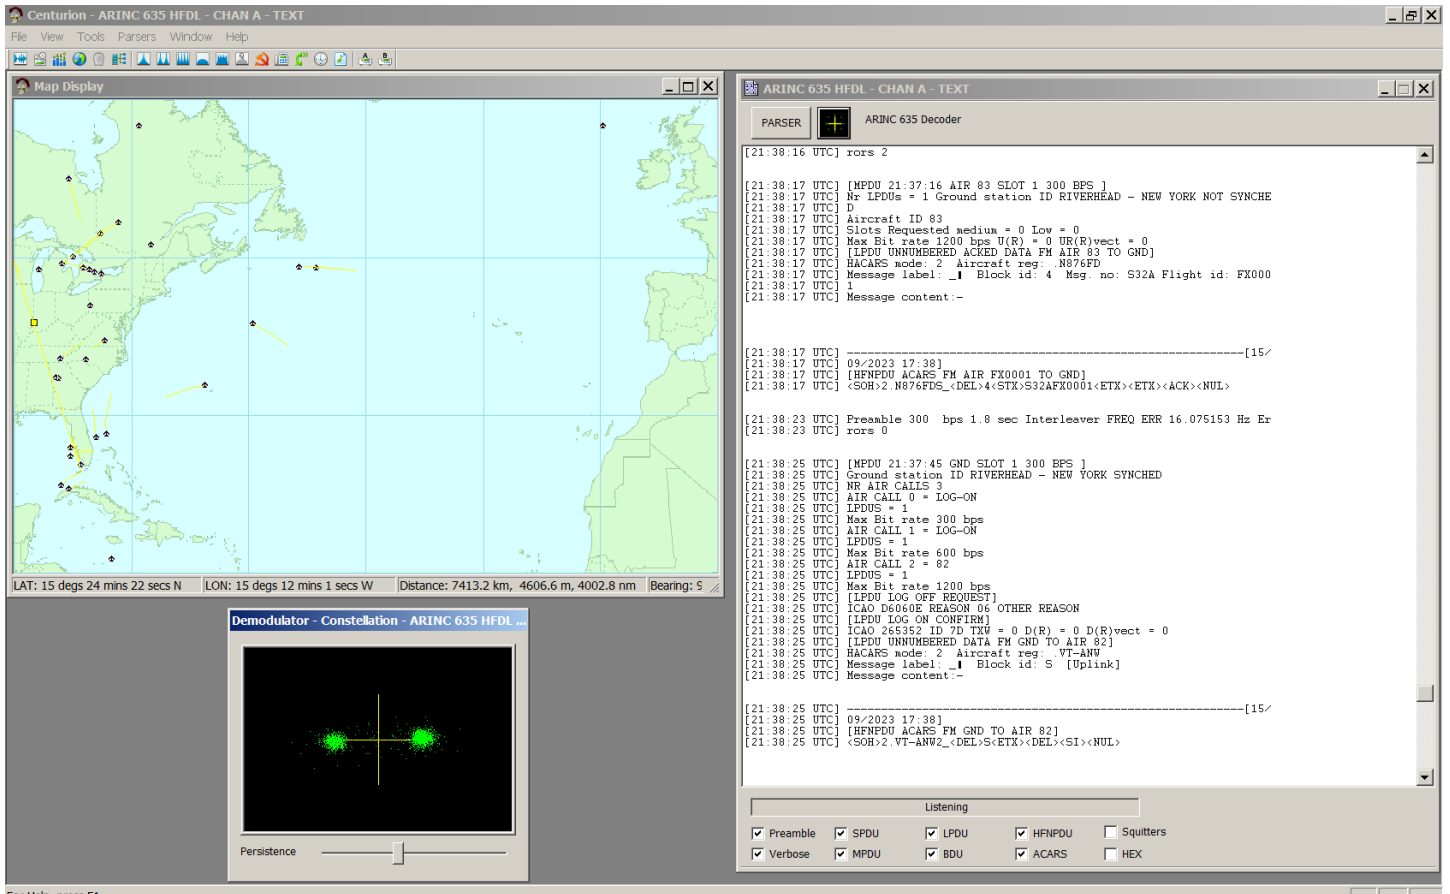 Centurion - ARINC 635 HFDL - CHAN A - TEXT
File View Tools Parsers Window Help
Map Display
LAT: 15 degs 24 mins 22 secs N LON: 15 degs 12 mins 1 secs W Distance: 7413.2 km, 4606.6 m, 4002.8 nm Bearing: 9
Demodulator - Constellation - ARINC 635 HFDL ...
Persistence
ARINC 635 HFDL - CHAN A - TEXT
PARSER ARINC 635 Decoder
[21:38:16 UTC] rors 2
[21:38:17 UTC] [MPDU 21:37:16 AIR 83 SLOT 1 300 BPS ]
[21:38:17 UTC] Nr LPDUs = 1 Ground station ID RIVERHEAD - NEW YORK NOT SYNCHE
[21:38:17 UTC] D
[21:38:17 UTC] Aircraft ID 83
[21:38:17 UTC] Slots Requested medium = 0 Low = 0
[21:38:17 UTC] Max Bit rate 1200 bps U(R) = 0 UR(R)vect = 0
[21:38:17 UTC] [LPDU UNNUMBERED ACKED DATA FM AIR 83 TO GND]
[21:38:17 UTC] HACARS mode: 2 Aircraft reg: .N876FD
[21:38:17 UTC] Message label: _▮ Block id: 4 Msg. no: S32A Flight id: FX000
[21:38:17 UTC] 1
[21:38:17 UTC] Message content:-
[21:38:17 UTC] ----------------------------------------------------------[15/
[21:38:17 UTC] 09/2023 17:38]
[21:38:17 UTC] [HFNPDU ACARS FM AIR FX0001 TO GND]
[21:38:17 UTC] <SOH>2.N876FDS_<DEL>4<STX>S32AFX0001<ETX><ETX><ACK><NUL>
[21:38:23 UTC] Preamble 300 bps 1.8 sec Interleaver FREQ ERR 16.075153 Hz Er
[21:38:23 UTC] rors 0
[21:38:25 UTC] [MPDU 21:37:45 GND SLOT 1 300 BPS ]
[21:38:25 UTC] Ground station ID RIVERHEAD - NEW YORK SYNCHED
[21:38:25 UTC] NR AIR CALLS 3
[21:38:25 UTC] AIR CALL 0 = LOG-ON
[21:38:25 UTC] LPDUS = 1
[21:38:25 UTC] Max Bit rate 300 bps
[21:38:25 UTC] AIR CALL 1 = LOG-ON
[21:38:25 UTC] LPDUS = 1
[21:38:25 UTC] Max Bit rate 600 bps
[21:38:25 UTC] AIR CALL 2 = 82
[21:38:25 UTC] LPDUS = 1
[21:38:25 UTC] Max Bit rate 1200 bps
[21:38:25 UTC] [LPDU LOG OFF REQUEST]
[21:38:25 UTC] ICAO D6060E REASON 06 OTHER REASON
[21:38:25 UTC] [LPDU LOG ON CONFIRM]
[21:38:25 UTC] ICAO 265352 ID 7D TXW = 0 D(R) = 0 D(R)vect = 0
[21:38:25 UTC] [LPDU UNNUMBERED DATA FM GND TO AIR 82]
[21:38:25 UTC] HACARS mode: 2 Aircraft reg: .VT-ANW
[21:38:25 UTC] Message label: _▮ Block id: S [Uplink]
[21:38:25 UTC] Message content:-
[21:38:25 UTC] ----------------------------------------------------------[15/
[21:38:25 UTC] 09/2023 17:38]
[21:38:25 UTC] [HFNPDU ACARS FM GND TO AIR 82]
[21:38:25 UTC] <SOH>2.VT-ANW2_<DEL>S<ETX><DEL><SI><NUL>
Listening
Preamble SPDU LPDU HFNPDU Squitters
Verbose MPDU BDU ACARS HEX